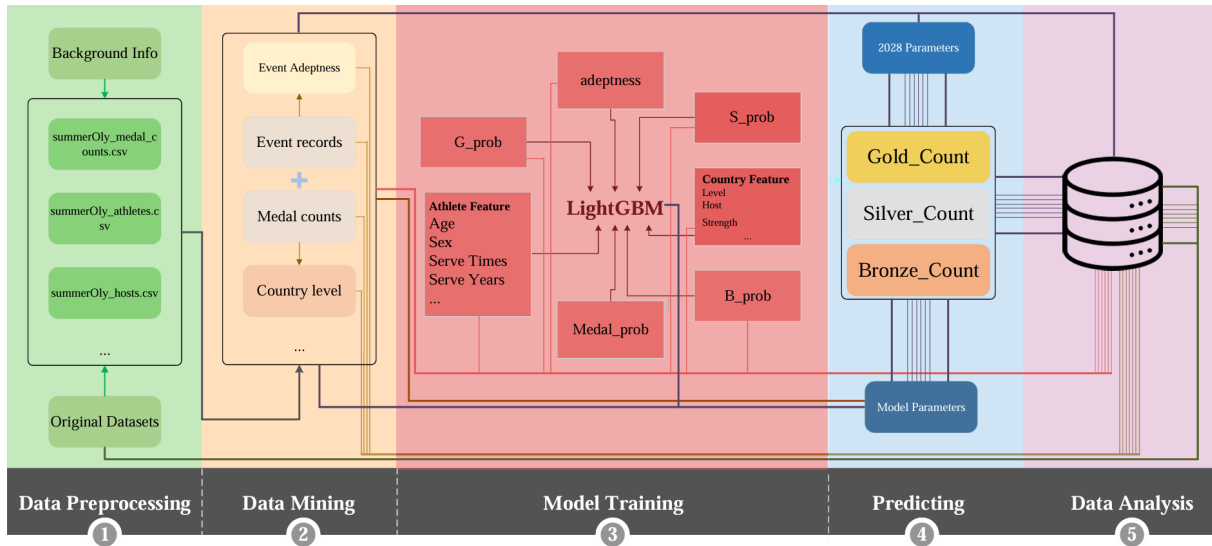 Background Info
summerOly_medal_c
ounts.csv
summerOly_athletes.c
sv
summerOly_hosts.csv
...
Original Datasets
Event Adeptness
Event records
+
Medal counts
Country level
...
adeptness
G_prob
S_prob
Athlete Feature
Age
Sex
Serve Times
Serve Years
...
LightGBM
Country Feature
Level
Host
Strength
...
Medal_prob
B_prob
2028 Parameters
Gold_Count
Silver_Count
Bronze_Count
Model Parameters
Data Preprocessing
1
Data Mining
2
Model Training
3
Predicting
4
Data Analysis
5